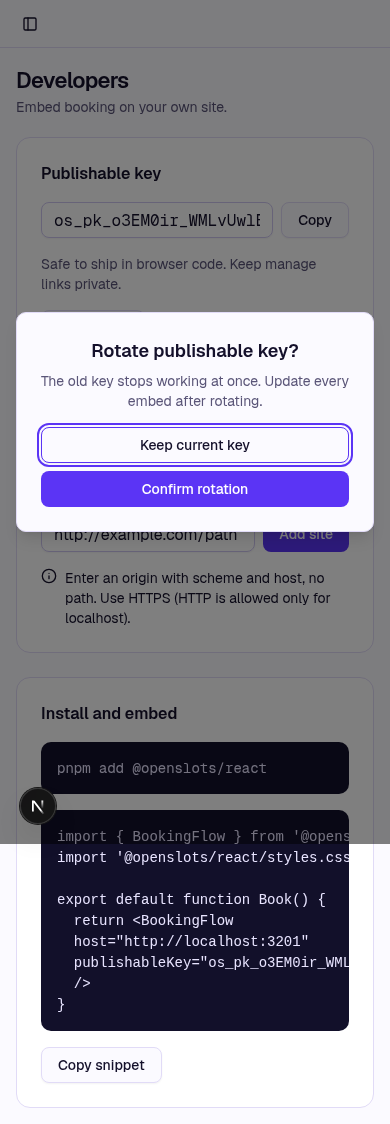 Developers
Embed booking on your own site.
Publishable key
Copy
Safe to ship in browser code. Keep manage
links private.
Rotate publishable key?
The old key stops working at once. Update every
embed after rotating.
Keep current key
Confirm rotation
http://example.com/path
Add site
Enter an origin with scheme and host, no
path. Use HTTPS (HTTP is allowed only for
localhost).
Install and embed
pnpm add @openslots/react
import { BookingFlow } from '@opens
import '@openslots/react/styles.css
export default function Book() {
return <BookingFlow
host="http://localhost:3201"
publishableKey="os_pk_o3EM0ir_WML
/>
}
N
Copy snippet